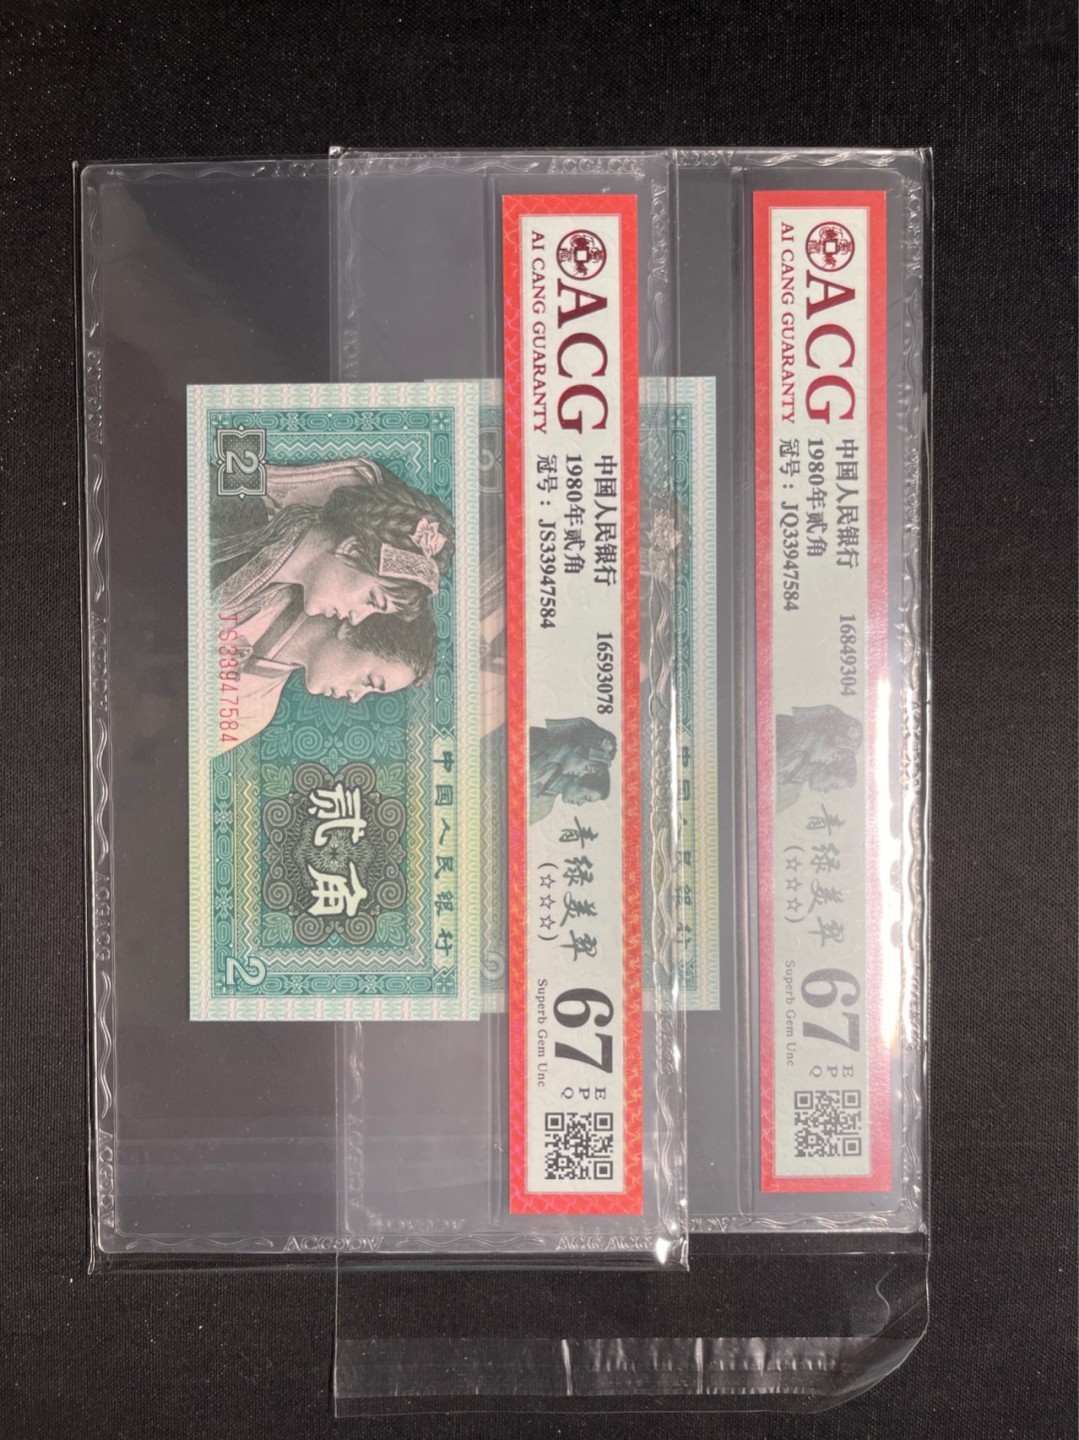 ACG
AI CANG GUARANTY
中国人民银行 16593078
1980年贰角
冠号：JS33947584
青绿美翠
(☆☆☆)
67 EPQ
Superb Gem Unc
ACG
AI CANG GUARANTY
中国人民银行 16849304
1980年贰角
冠号：JQ33947584
青绿美翠
(☆☆☆)
67 EPQ
Superb Gem Unc
中国人民银行
贰角
JS33947584
2
2